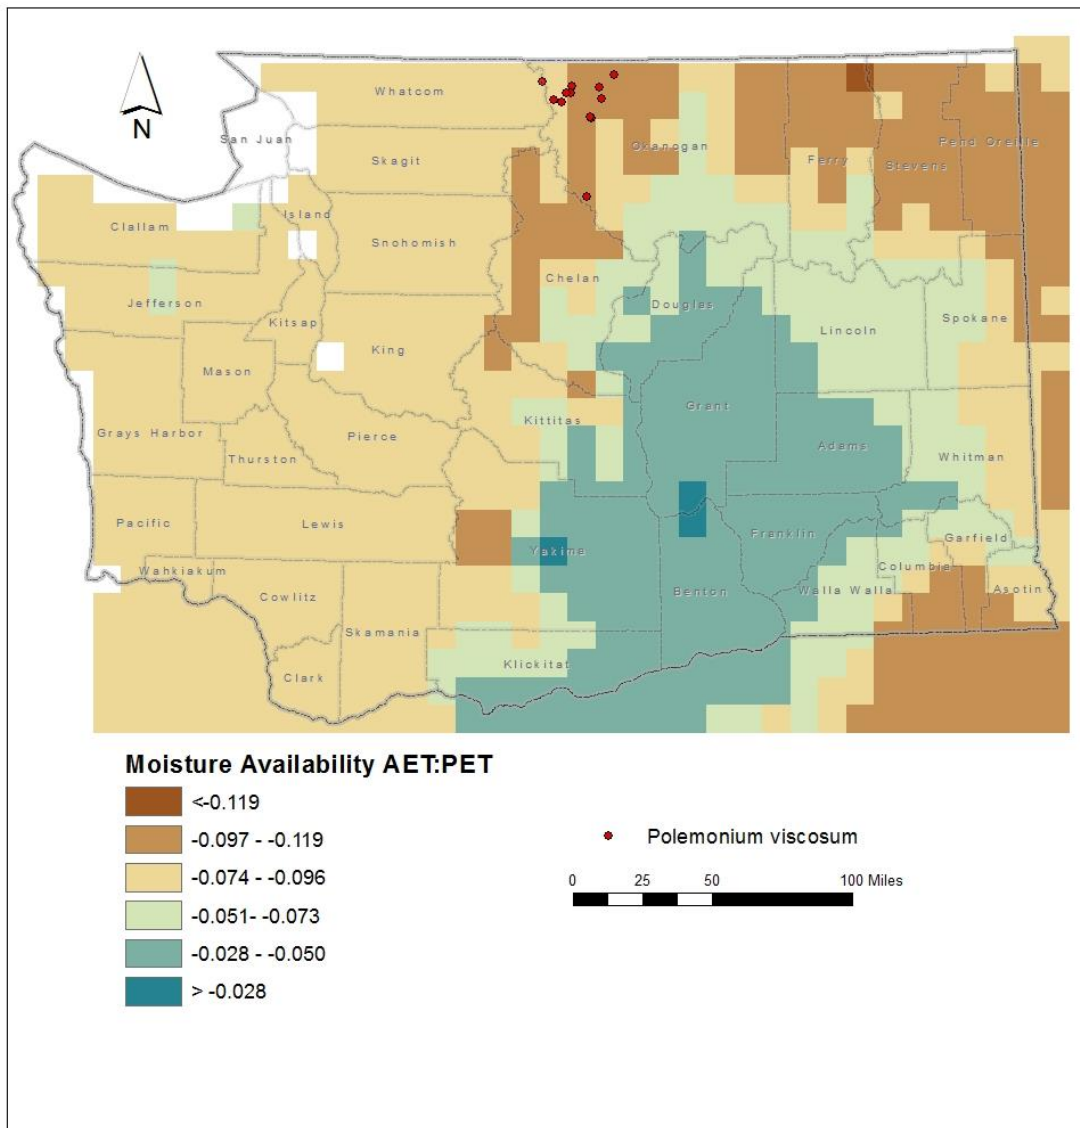 N
Whatcom
San Juan
Skagit
Okanogan
Ferry
Stevens
Pend Oreille
Island
Clallam
Snohomish
Chelan
Jefferson
Douglas
Kitsap
King
Lincoln
Spokane
Mason
Grant
Kittitas
Grays Harbor
Pierce
Adams
Thurston
Whitman
Pacific
Lewis
Yakima
Franklin
Garfield
Wahkiakum
Columbia
Cowlitz
Benton
Walla Walla
Asotin
Skamania
Klickitat
Clark
Moisture Availability AET:PET
<-0.119
-0.097 - -0.119
-0.074 - -0.096
-0.051- -0.073
-0.028 - -0.050
> -0.028
Polemonium viscosum
0 25 50 100 Miles